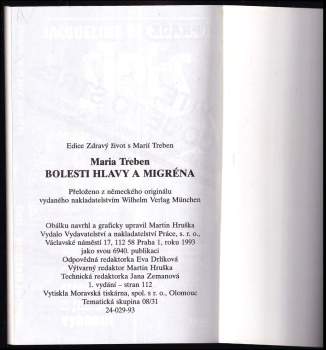 Edice Zdravý život s Marií Treben
Maria Treben
BOLESTI HLAVY A MIGRÉNA
Přeloženo z německého originálu
vydaného nakladatelstvím Wilhelm Verlag München
Obálku navrhl a graficky upravil Martin Hruška
Vydalo Vydavatelství a nakladatelství Práce, s. r. o.,
Václavské náměstí 17, 112 58 Praha 1, roku 1993
jako svou 6940. publikaci
Odpovědná redaktorka Eva Drlíková
Výtvarný redaktor Martin Hruška
Technická redaktorka Jana Zemanová
1. vydání – stran 112
Vytiskla Moravská tiskárna, spol. s r. o., Olomouc
Tematická skupina 08/31
24-029-93